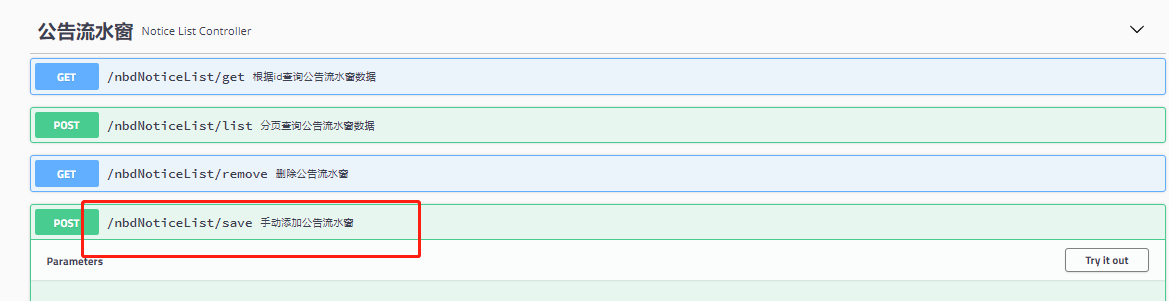 公告流水窗 Notice List Controller
GET /nbdNoticeList/get 根据id查询公告流水窗数据
POST /nbdNoticeList/list 分页查询公告流水窗数据
GET /nbdNoticeList/remove 删除公告流水窗
POST /nbdNoticeList/save 手动添加公告流水窗
Parameters Try it out